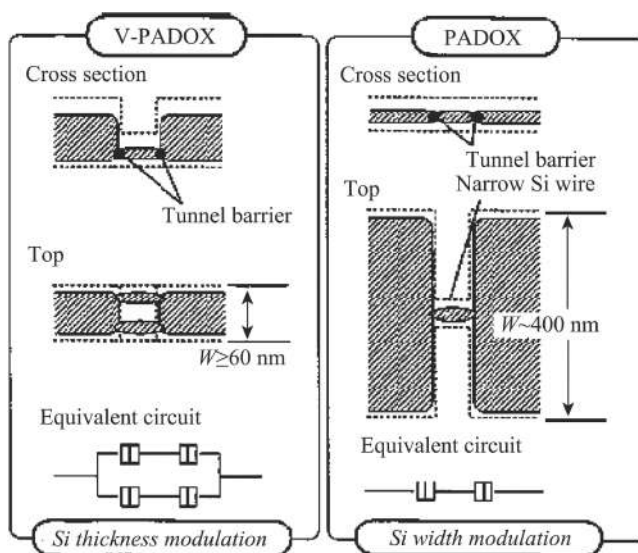 V-PADOX
Cross section
Tunnel barrier
Top
W≥60 nm
Equivalent circuit
Si thickness modulation
PADOX
Cross section
Tunnel barrier
Narrow Si wire
Top
W~400 nm
Equivalent circuit
Si width modulation